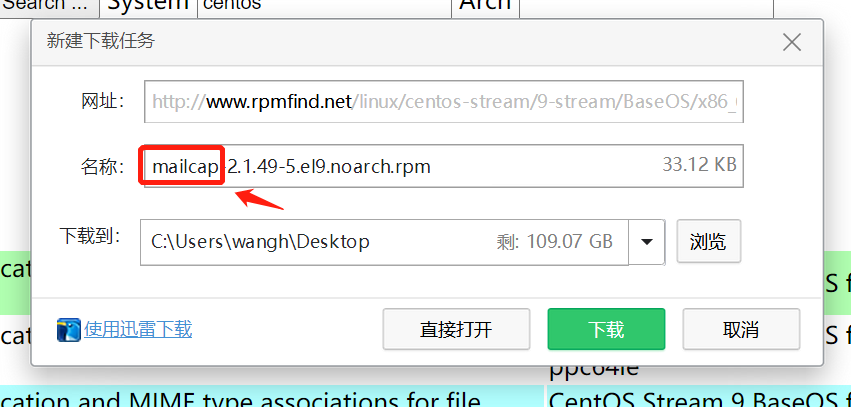 Search ... System centos Arch
新建下载任务
网址： http://www.rpmfind.net/linux/centos-stream/9-stream/BaseOS/x86_
名称： mailcap-2.1.49-5.el9.noarch.rpm 33.12 KB
下载到： C:\Users\wangh\Desktop 剩: 109.07 GB 浏览
cat S f
使用迅雷下载 直接打开 下载 取消
cat S f
ppc64le
cation and MIME type associations for file CentOS Stream 9 BaseOS f